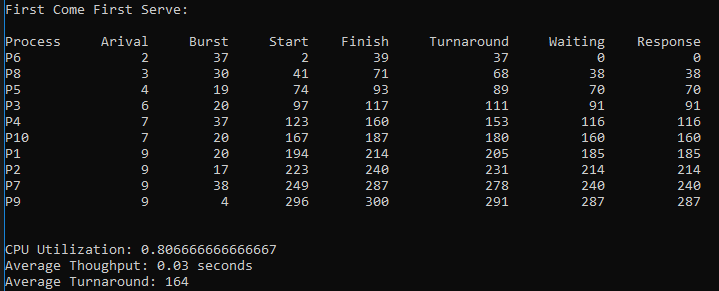 First Come First Serve:
Process Arival Burst Start Finish Turnaround Waiting Response
P6 2 37 2 39 37 0 0
P8 3 30 41 71 68 38 38
P5 4 19 74 93 89 70 70
P3 6 20 97 117 111 91 91
P4 7 37 123 160 153 116 116
P10 7 20 167 187 180 160 160
P1 9 20 194 214 205 185 185
P2 9 17 223 240 231 214 214
P7 9 38 249 287 278 240 240
P9 9 4 296 300 291 287 287
CPU Utilization: 0.806666666666667
Average Thoughput: 0.03 seconds
Average Turnaround: 164